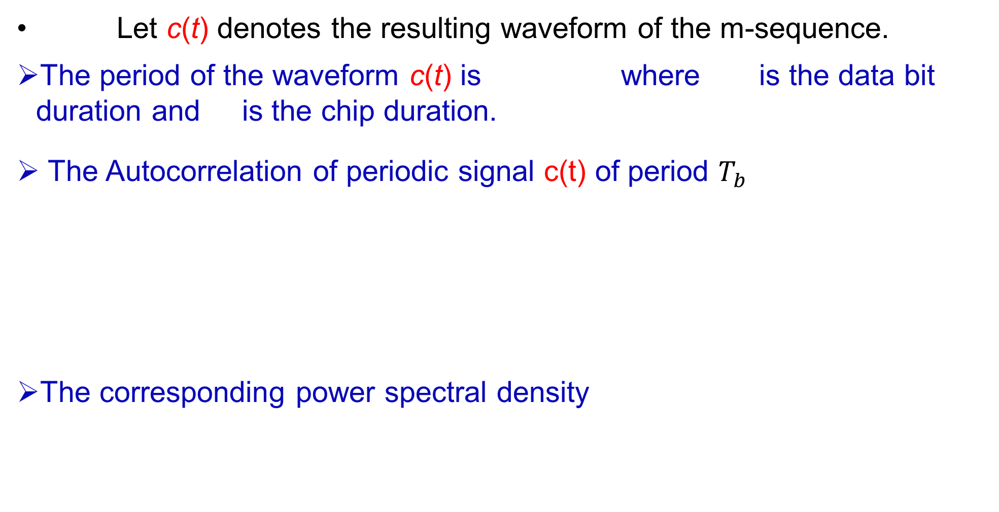 • Let c(t) denotes the resulting waveform of the m-sequence.
➢The period of the waveform c(t) is where is the data bit
duration and is the chip duration.
➢ The Autocorrelation of periodic signal c(t) of period T_b
➢The corresponding power spectral density